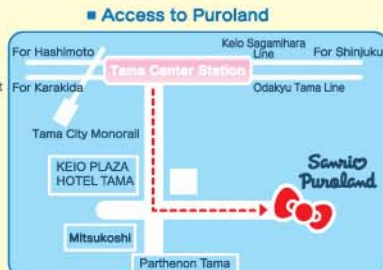 ■ Access to Puroland
Keio Sagamihara
Line
For Hashimoto
For Shinjuku
Tama Center Station
For Karakida
Odakyu Tama Line
Tama City Monorail
KEIO PLAZA
HOTEL TAMA
Sanrio
Puroland
Mitsukoshi
Parthenon Tama